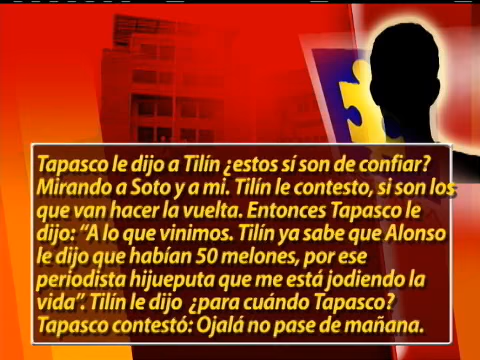 Tapasco le dijo a Tilín ¿estos sí son de confiar?
Mirando a Soto y a mi. Tilín le contesto, si son los
que van hacer la vuelta. Entonces Tapasco le
dijo: “A lo que vinimos. Tilín ya sabe que Alonso
le dijo que habían 50 melones, por ese
periodista hijueputa que me está jodiendo la
vida”. Tilín le dijo ¿para cuándo Tapasco?
Tapasco contestó: Ojalá no pase de mañana.